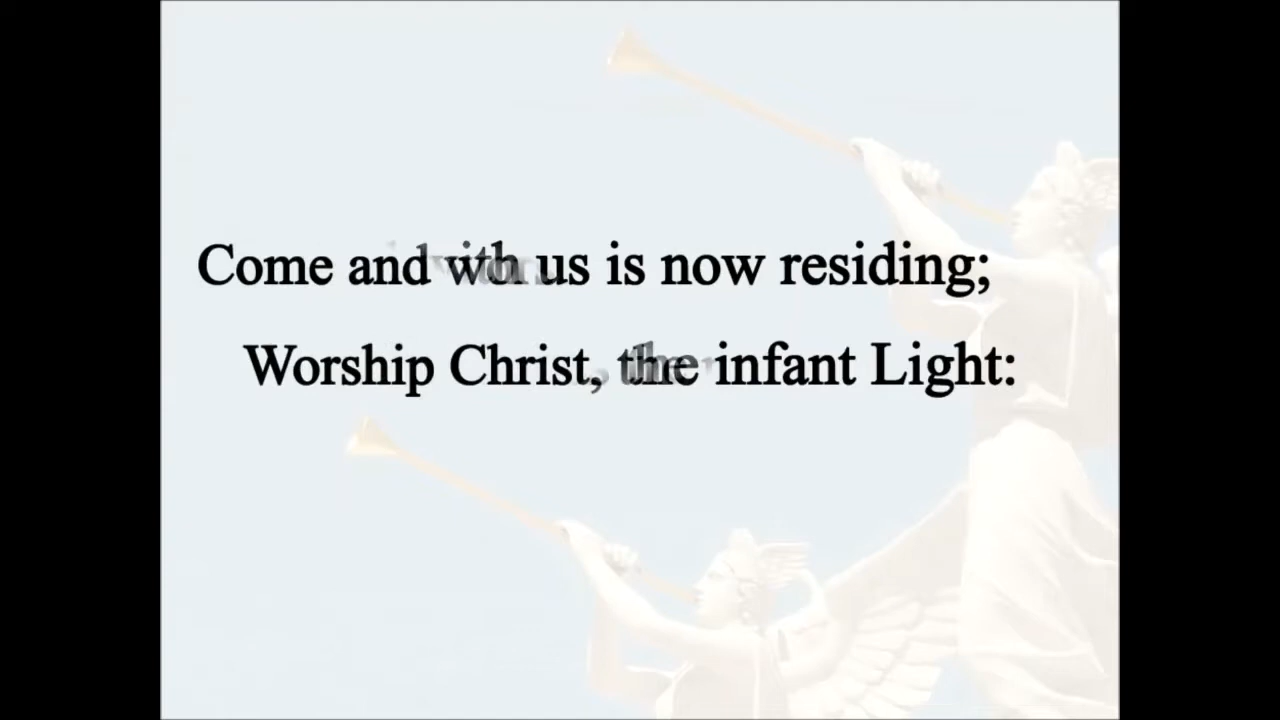 Come and with us is now residing;
Worship Christ, the infant Light: